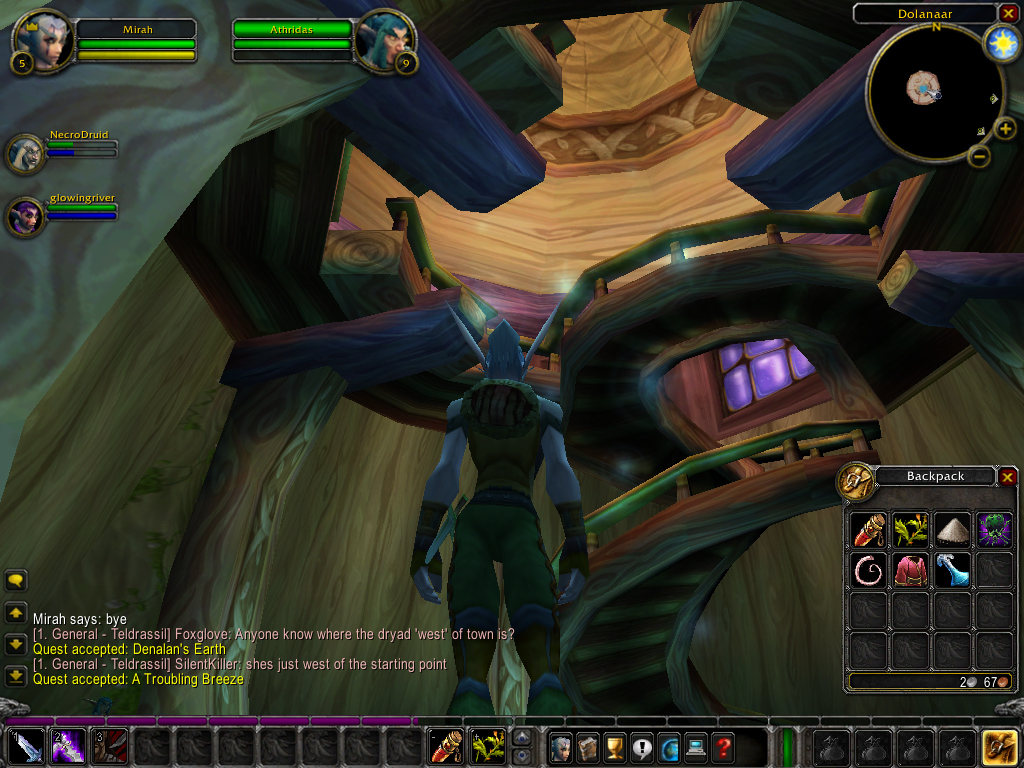 Mirah
Athridas
Dolanaar
N
5
9
NecroDruid
glowingriver
Backpack
Mirah says: bye
[1. General - Teldrassil] Foxglove: Anyone know where the dryad 'west' of town is?
Quest accepted: Denalan's Earth
[1. General - Teldrassil] SilentKiller: shes just west of the starting point
Quest accepted: A Troubling Breeze
2 67
1 2 3